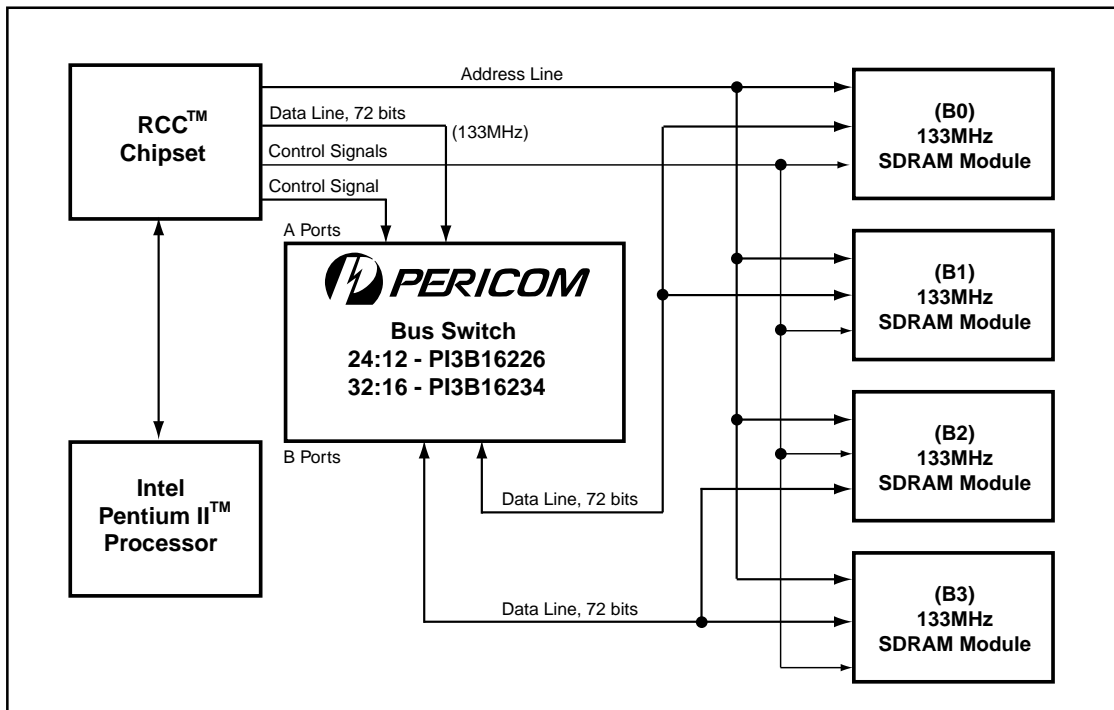 RCC™
Chipset
Address Line
Data Line, 72 bits
(133MHz)
Control Signals
Control Signal
A Ports
PERICOM
Bus Switch
24:12 - PI3B16226
32:16 - PI3B16234
B Ports
Intel
Pentium II™
Processor
Data Line, 72 bits
Data Line, 72 bits
(B0)
133MHz
SDRAM Module
(B1)
133MHz
SDRAM Module
(B2)
133MHz
SDRAM Module
(B3)
133MHz
SDRAM Module